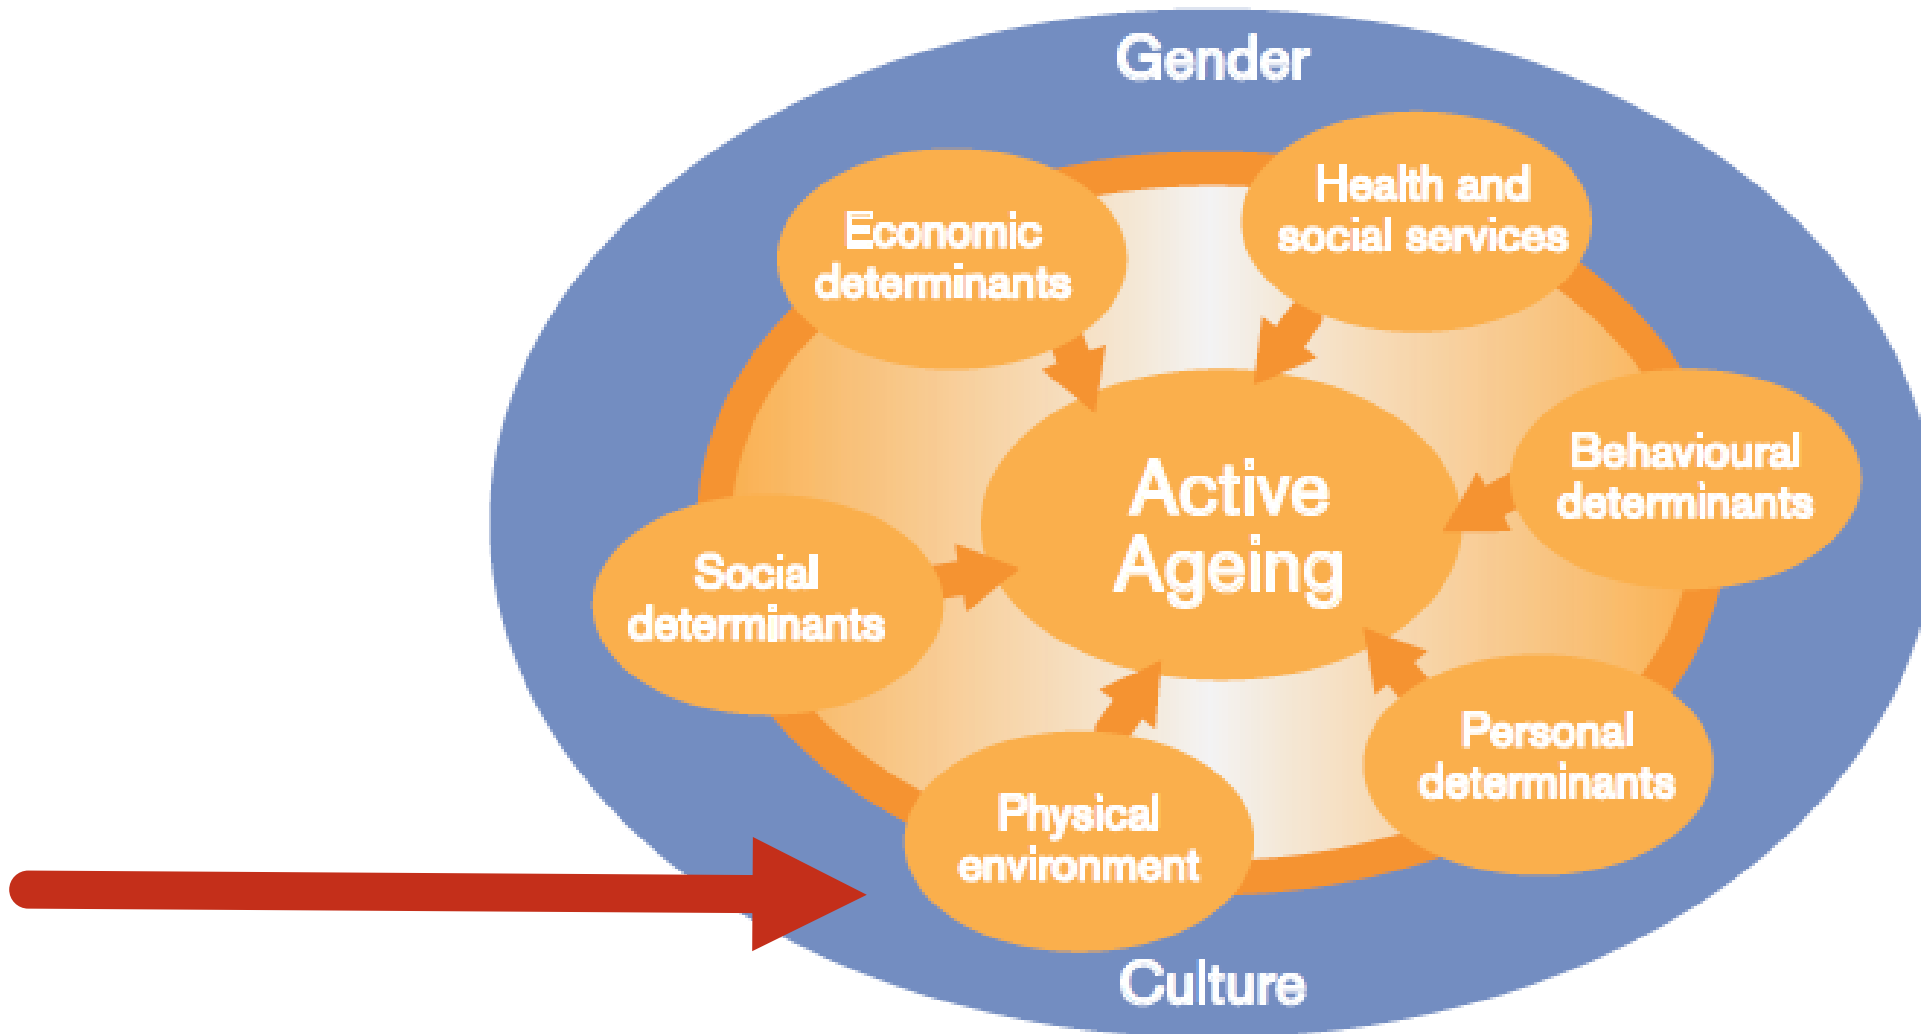 Gender
Economic
determinants
Health and
social services
Behavioural
determinants
Active
Ageing
Social
determinants
Personal
determinants
Physical
environment
Culture